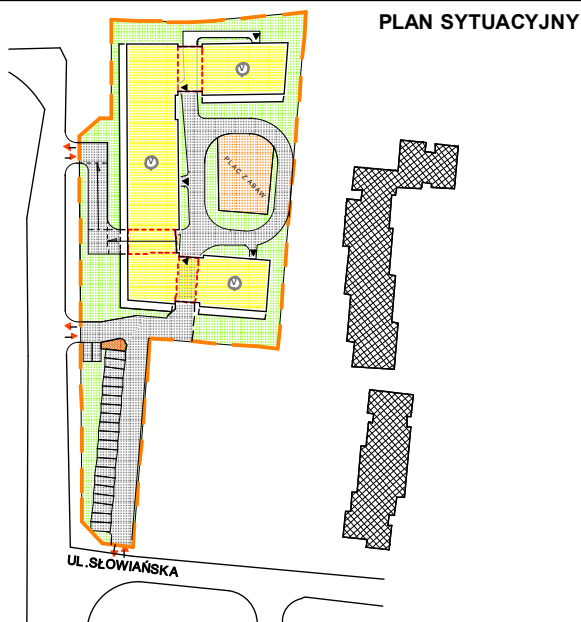 PLAN SYTUACYJNY
V
V
PLAC ZABAW
V
UL.SŁOWIAŃSKA